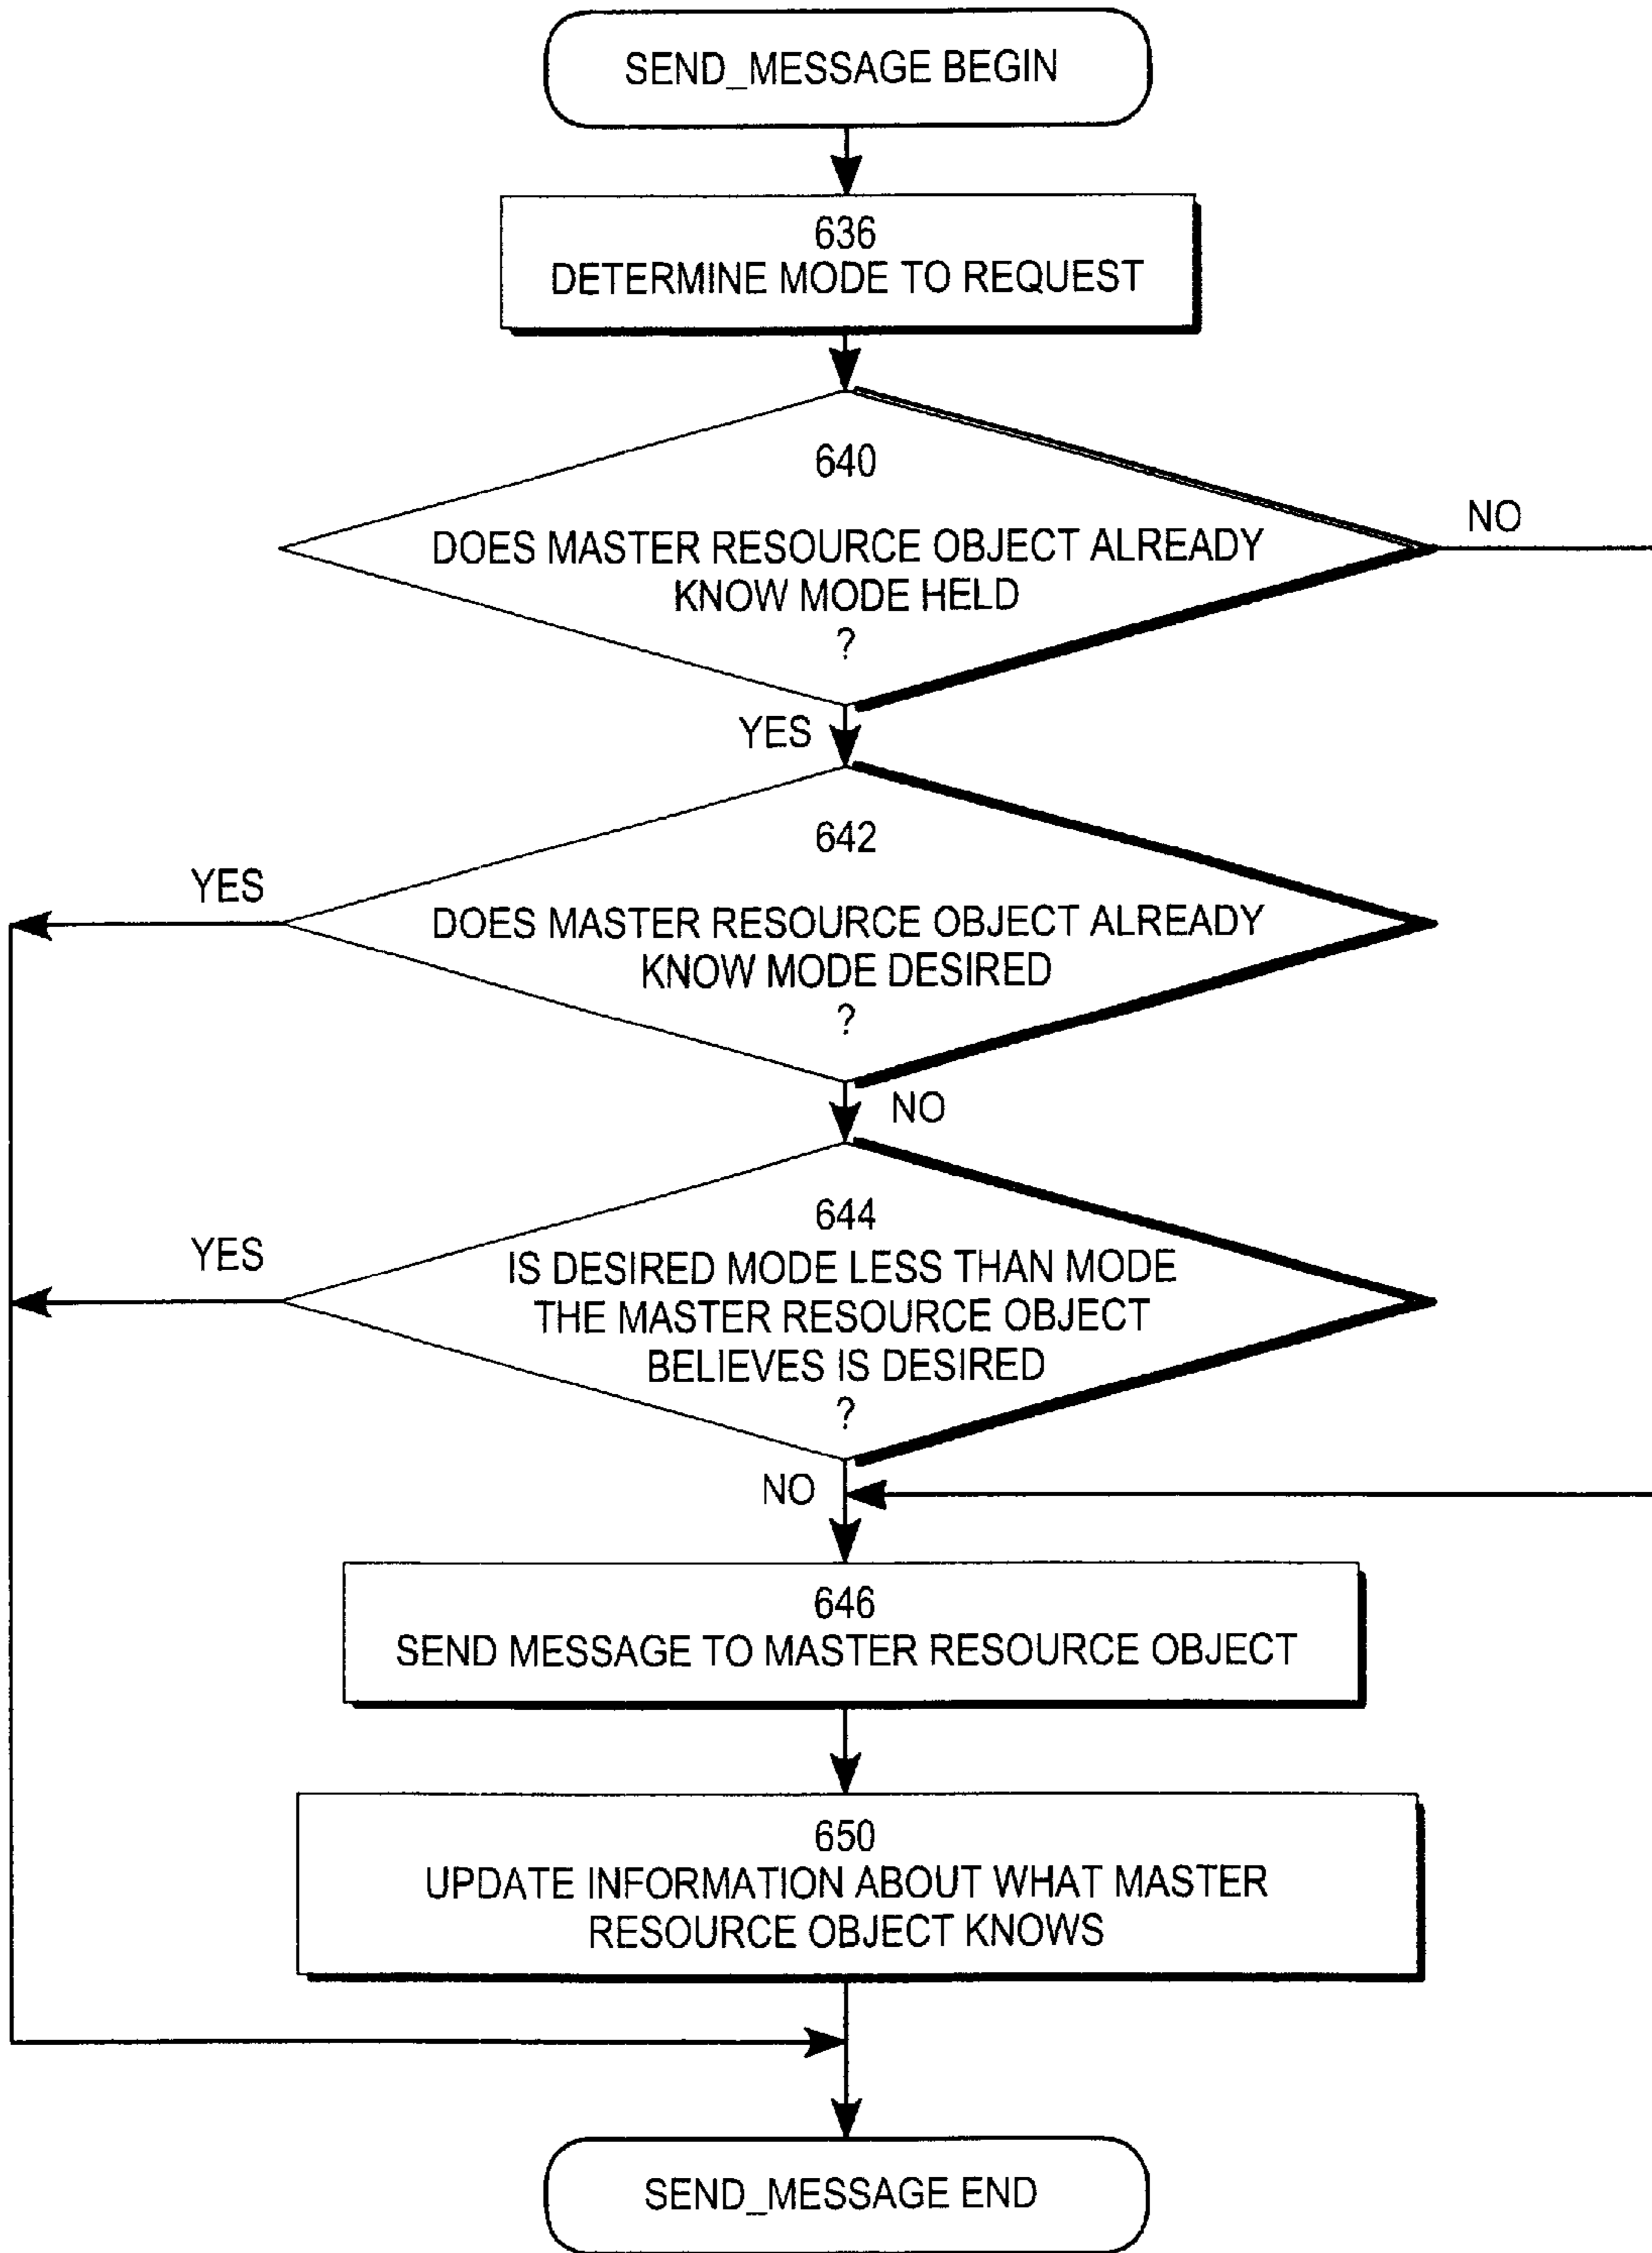 SEND_MESSAGE BEGIN
636
DETERMINE MODE TO REQUEST
640
DOES MASTER RESOURCE OBJECT ALREADY
KNOW MODE HELD
?
NO
YES
642
DOES MASTER RESOURCE OBJECT ALREADY
KNOW MODE DESIRED
?
YES
NO
644
IS DESIRED MODE LESS THAN MODE
THE MASTER RESOURCE OBJECT
BELIEVES IS DESIRED
?
YES
NO
646
SEND MESSAGE TO MASTER RESOURCE OBJECT
650
UPDATE INFORMATION ABOUT WHAT MASTER
RESOURCE OBJECT KNOWS
SEND_MESSAGE END